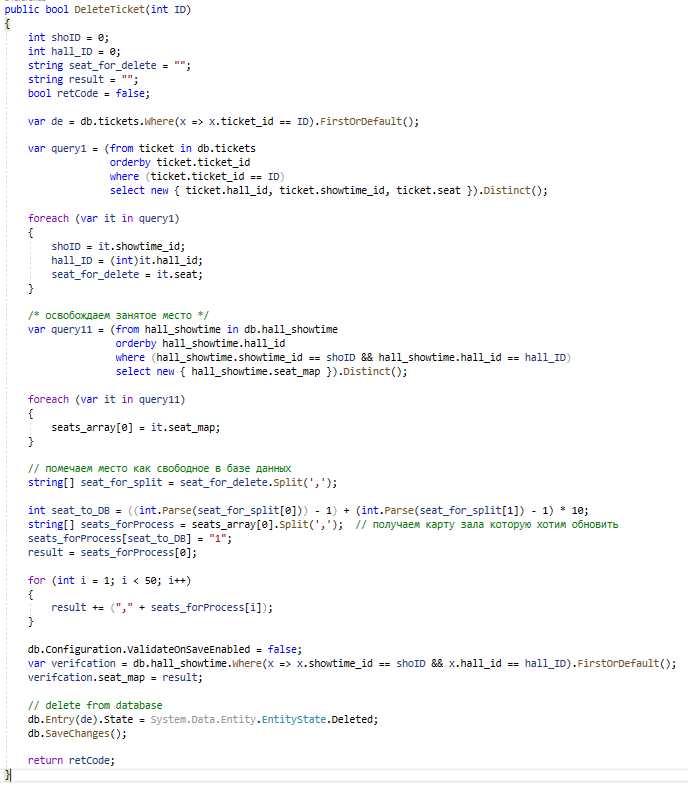 public bool DeleteTicket(int ID)
{
    int shoID = 0;
    int hall_ID = 0;
    string seat_for_delete = "";
    string result = "";
    bool retCode = false;

    var de = db.tickets.Where(x => x.ticket_id == ID).FirstOrDefault();

    var query1 = (from ticket in db.tickets
                  orderby ticket.ticket_id
                  where (ticket.ticket_id == ID)
                  select new { ticket.hall_id, ticket.showtime_id, ticket.seat }).Distinct();

    foreach (var it in query1)
    {
        shoID = it.showtime_id;
        hall_ID = (int)it.hall_id;
        seat_for_delete = it.seat;
    }

    /* освобождаем занятое место */
    var query11 = (from hall_showtime in db.hall_showtime
                   orderby hall_showtime.hall_id
                   where (hall_showtime.showtime_id == shoID && hall_showtime.hall_id == hall_ID)
                   select new { hall_showtime.seat_map }).Distinct();

    foreach (var it in query11)
    {
        seats_array[0] = it.seat_map;
    }

    // помечаем место как свободное в базе данных
    string[] seat_for_split = seat_for_delete.Split(',');

    int seat_to_DB = ((int.Parse(seat_for_split[0])) - 1) + (int.Parse(seat_for_split[1]) - 1) * 10;
    string[] seats_forProcess = seats_array[0].Split(',');  // получаем карту зала которую хотим обновить
    seats_forProcess[seat_to_DB] = "1";
    result = seats_forProcess[0];

    for (int i = 1; i < 50; i++)
    {
        result += ("," + seats_forProcess[i]);
    }

    db.Configuration.ValidateOnSaveEnabled = false;
    var verifcation = db.hall_showtime.Where(x => x.showtime_id == shoID && x.hall_id == hall_ID).FirstOrDefault();
    verifcation.seat_map = result;

    // delete from database
    db.Entry(de).State = System.Data.Entity.EntityState.Deleted;
    db.SaveChanges();

    return retCode;
}